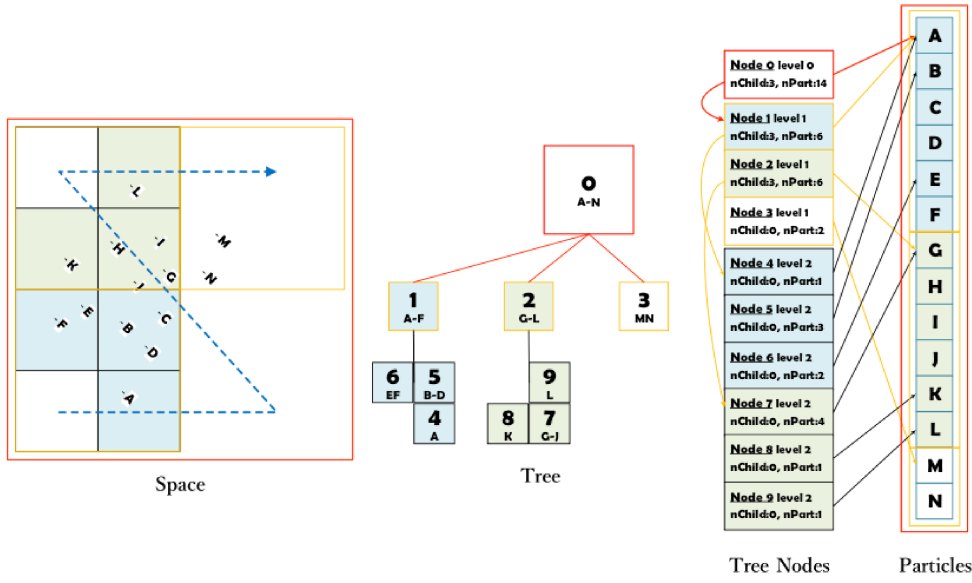 L
H
I
M
K
G
N
J
E
F
B
C
D
A
Space
0
A-N
1
A-F
2
G-L
3
MN
6
EF
5
B-D
4
A
9
L
8
K
7
G-J
Tree
Node 0 level 0
nChild:3, nPart:14
Node 1 level 1
nChild:3, nPart:6
Node 2 level 1
nChild:3, nPart:6
Node 3 level 1
nChild:0, nPart:2
Node 4 level 2
nChild:0, nPart:1
Node 5 level 2
nChild:0, nPart:3
Node 6 level 2
nChild:0, nPart:2
Node 7 level 2
nChild:0, nPart:4
Node 8 level 2
nChild:0, nPart:1
Node 9 level 2
nChild:0, nPart:1
Tree Nodes
A
B
C
D
E
F
G
H
I
J
K
L
M
N
Particles